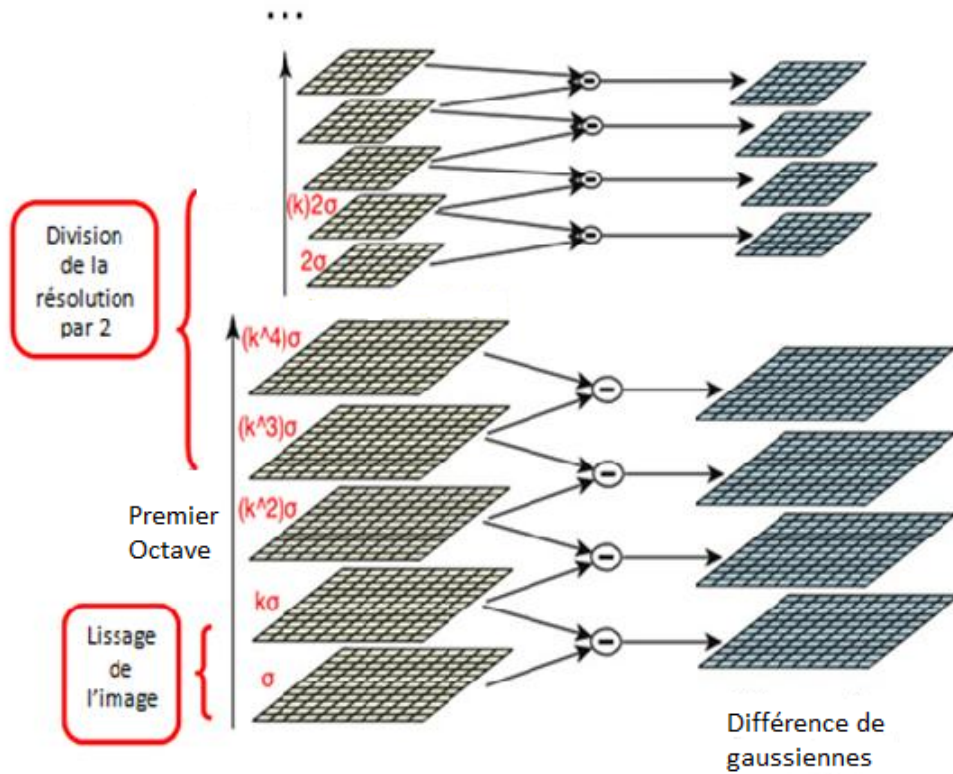 ...
(k)2σ
2σ
Division
de la
résolution
par 2
(k^4)σ
(k^3)σ
(k^2)σ
Premier
Octave
kσ
σ
Lissage
de
l'image
Différence de
gaussiennes